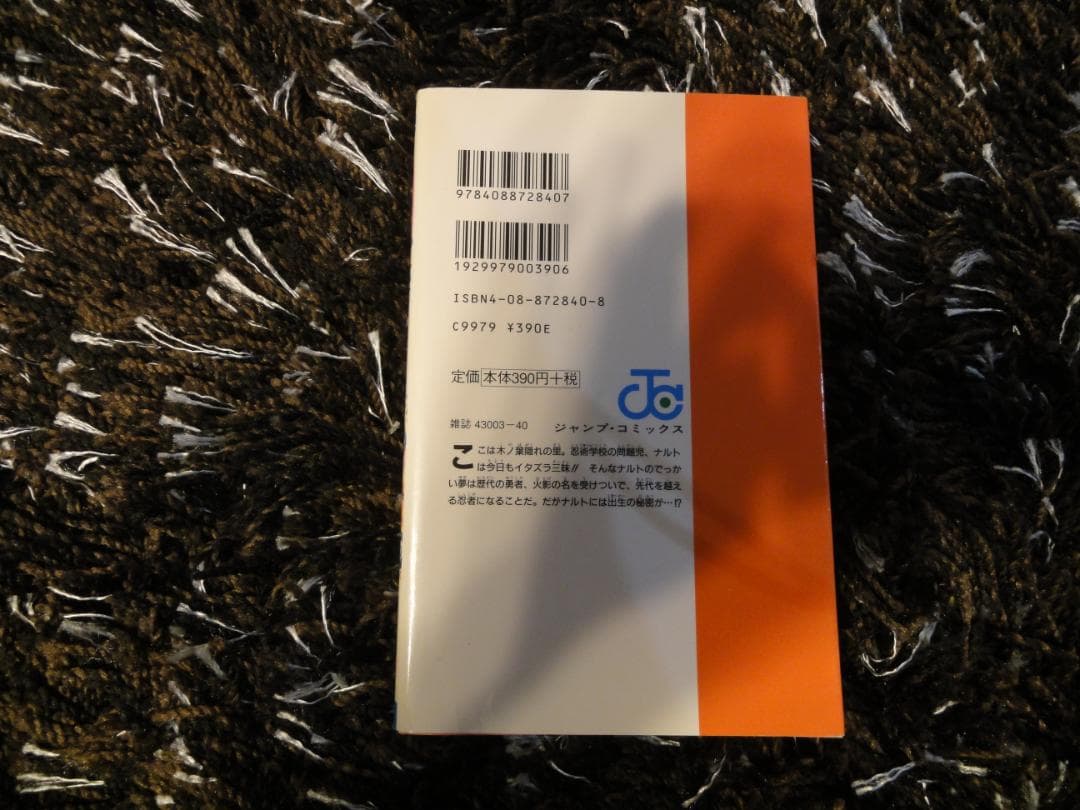 9784088728407
1929979003906
ISBN4-08-872840-8
C9979 ¥390E
定価 本体390円+税
JC
雑誌 43003-40 ジャンプ・コミックス
ここは木ノ葉隠れの里。忍術学校の問題児、ナルト
は今日もイタズラ三昧!! そんなナルトのでっか
い夢は歴代の勇者、火影の名を受けついで、先代を越え
る忍者になることだ。だがナルトには出生の秘密が…!?